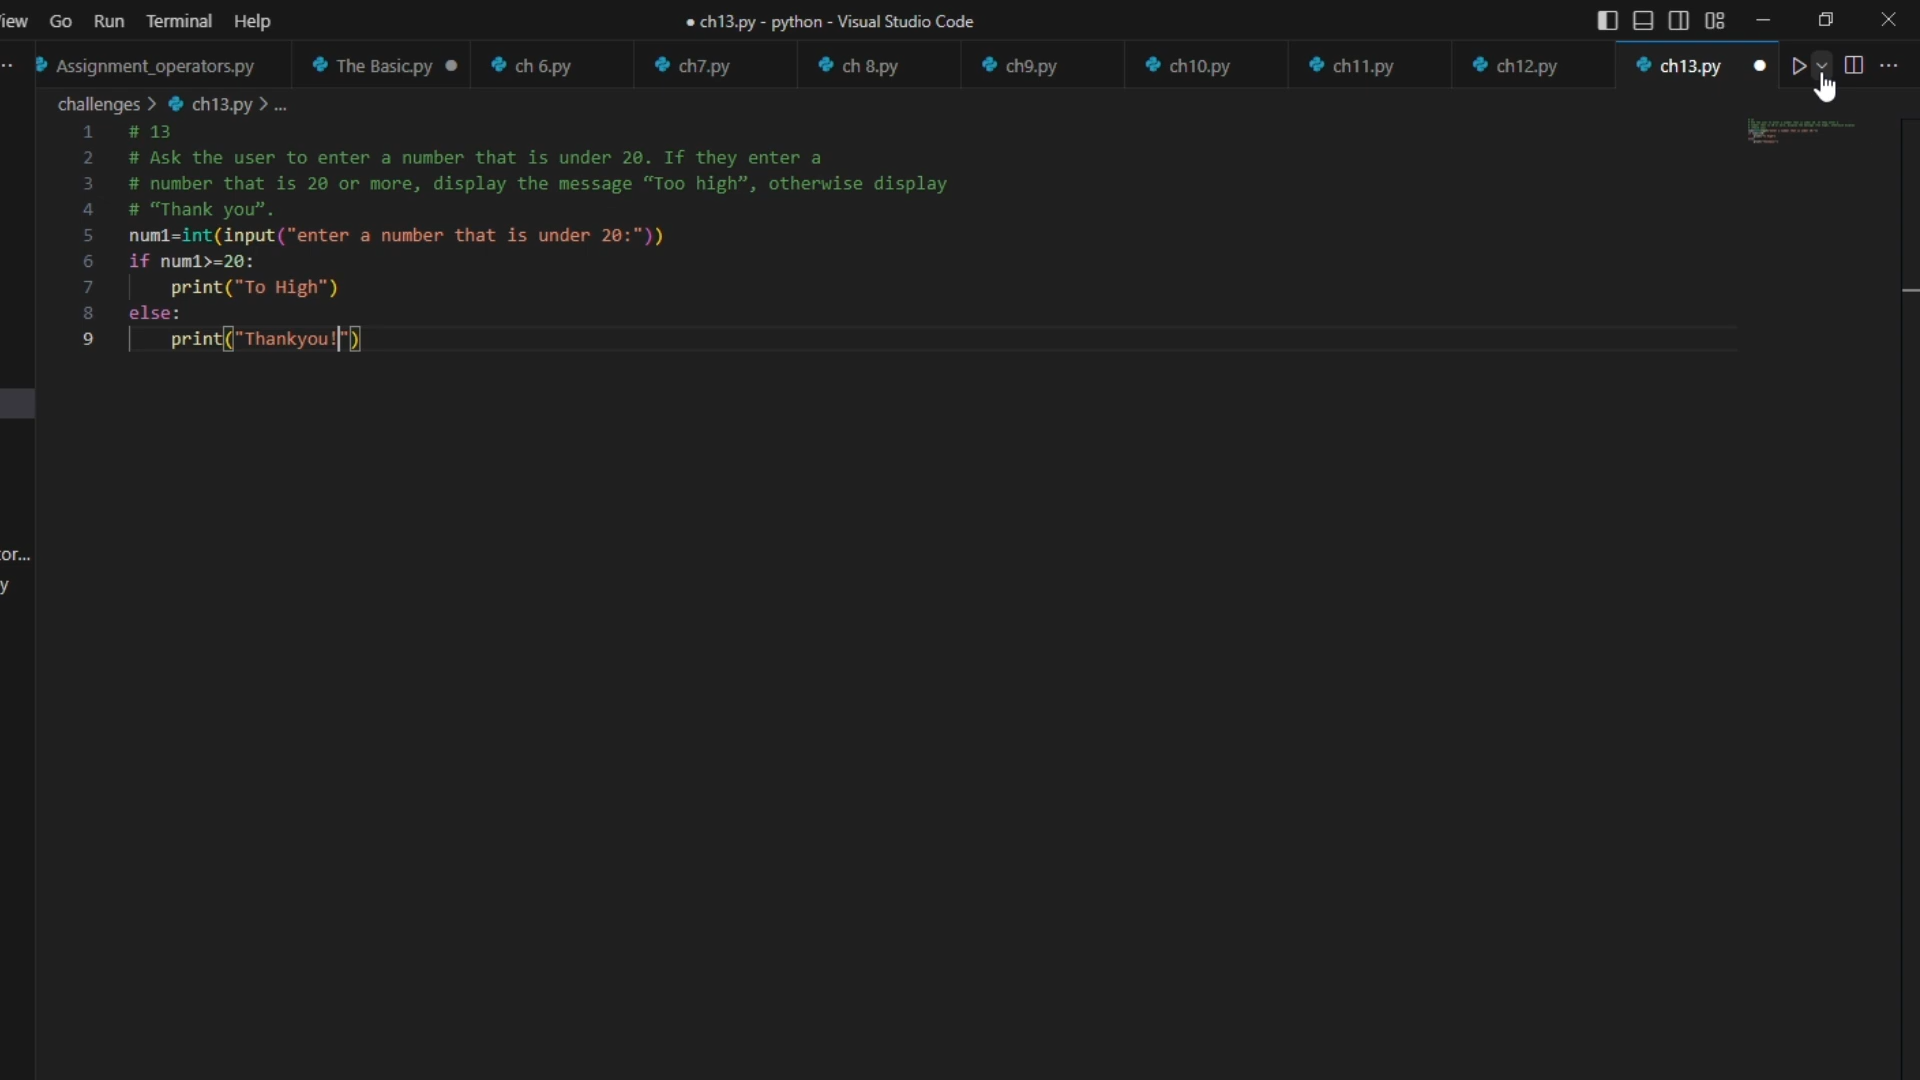 iew Go Run Terminal Help ● ch13.py - python - Visual Studio Code
Assignment_operators.py The Basic.py ch 6.py ch7.py ch 8.py ch9.py ch10.py ch11.py ch12.py ch13.py
challenges > ch13.py > ...
1 # 13
2 # Ask the user to enter a number that is under 20. If they enter a
3 # number that is 20 or more, display the message “Too high”, otherwise display
4 # “Thank you”.
5 num1=int(input("enter a number that is under 20:"))
6 if num1>=20:
7 print("To High")
8 else:
9 print("Thankyou!")
or...
y